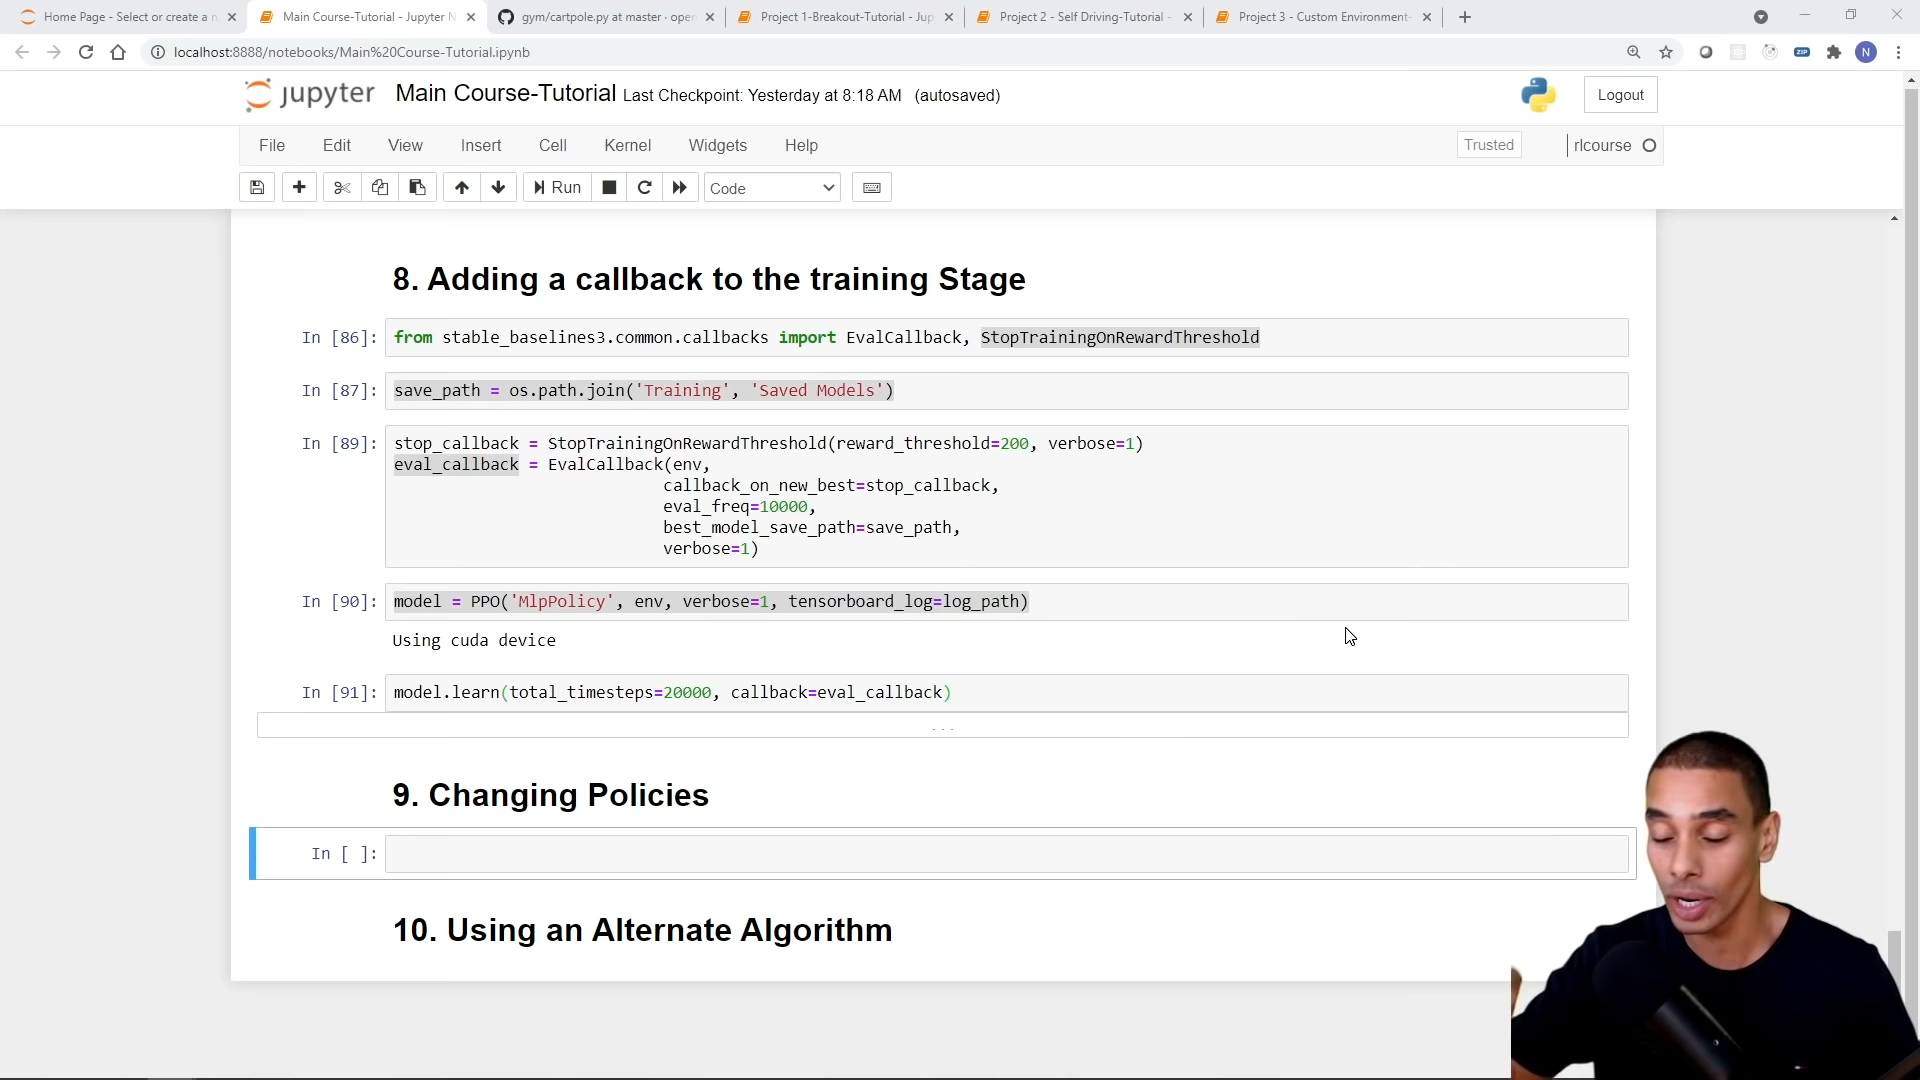 Home Page - Select or create a n
Main Course-Tutorial - Jupyter N
gym/cartpole.py at master · open
Project 1-Breakout-Tutorial - Jup
Project 2 - Self Driving-Tutorial -
Project 3 - Custom Environment-
localhost:8888/notebooks/Main%20Course-Tutorial.ipynb
ZIP
N
jupyter Main Course-Tutorial Last Checkpoint: Yesterday at 8:18 AM (autosaved)
Logout
File Edit View Insert Cell Kernel Widgets Help
Trusted
rlcourse
Run
Code
8. Adding a callback to the training Stage
In [86]: from stable_baselines3.common.callbacks import EvalCallback, StopTrainingOnRewardThreshold
In [87]: save_path = os.path.join('Training', 'Saved Models')
In [89]: stop_callback = StopTrainingOnRewardThreshold(reward_threshold=200, verbose=1)
eval_callback = EvalCallback(env,
callback_on_new_best=stop_callback,
eval_freq=10000,
best_model_save_path=save_path,
verbose=1)
In [90]: model = PPO('MlpPolicy', env, verbose=1, tensorboard_log=log_path)
Using cuda device
In [91]: model.learn(total_timesteps=20000, callback=eval_callback)
...
9. Changing Policies
In [ ]:
10. Using an Alternate Algorithm